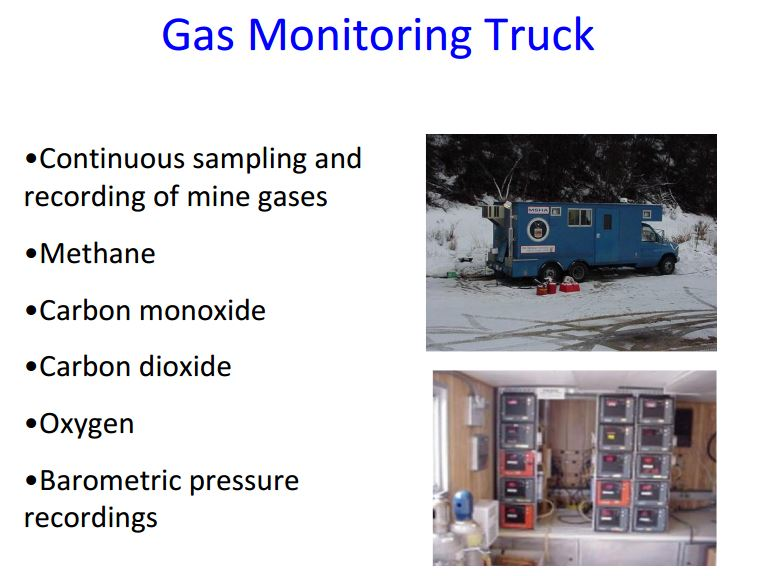 Gas Monitoring Truck
•Continuous sampling and
recording of mine gases
•Methane
•Carbon monoxide
•Carbon dioxide
•Oxygen
•Barometric pressure
recordings
MSHA